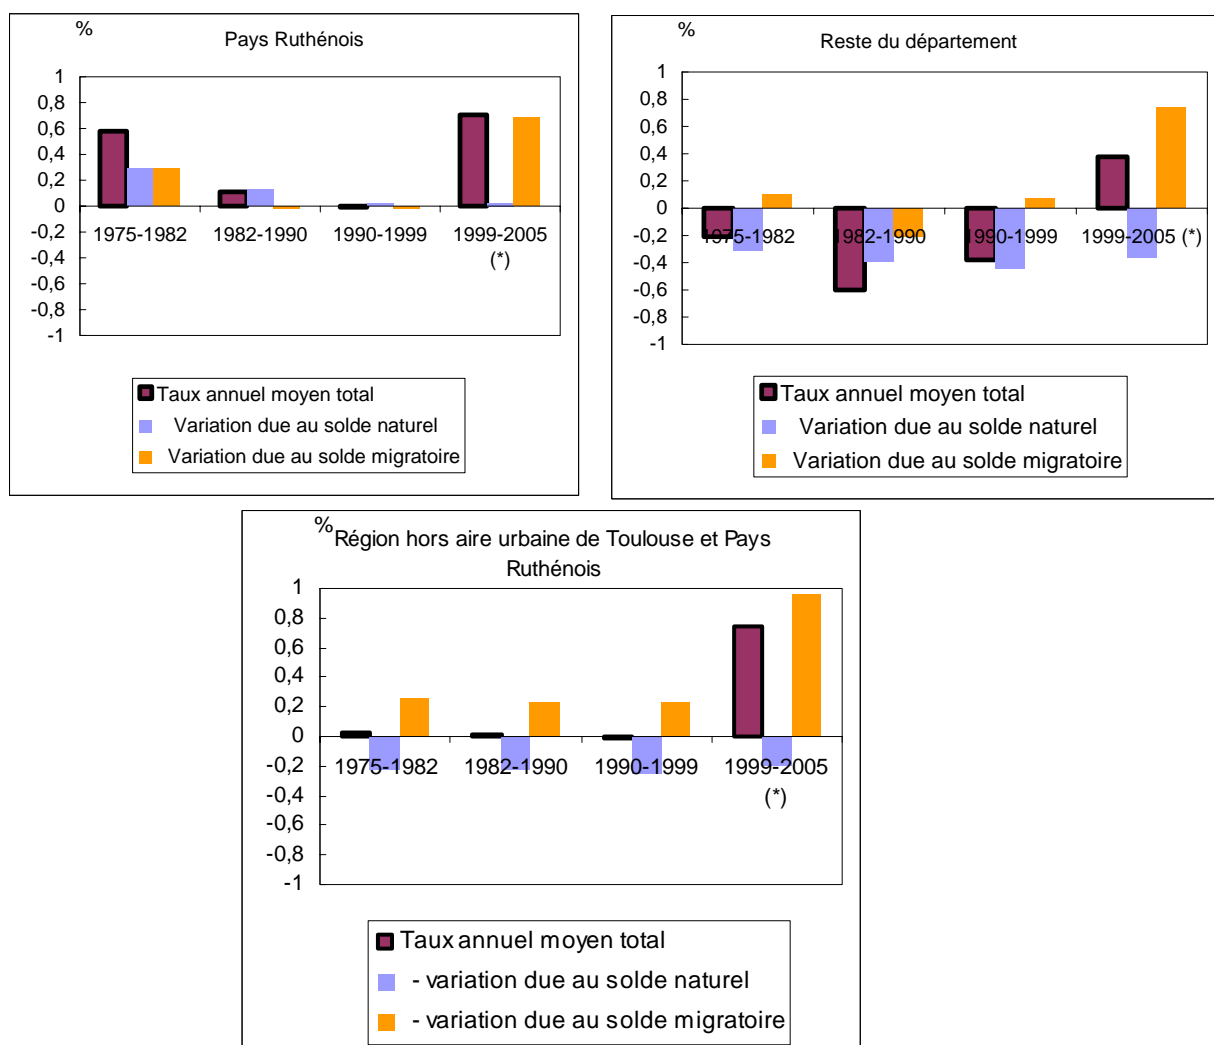 %
Pays Ruthénois
1
0,8
0,6
0,4
0,2
0
-0,2
-0,4
-0,6
-0,8
-1
1975-1982 1982-1990 1990-1999 1999-2005
(*)
Taux annuel moyen total
Variation due au solde naturel
Variation due au solde migratoire
%
Reste du département
1
0,8
0,6
0,4
0,2
0
-0,2
-0,4
-0,6
-0,8
-1
1975-1982 1982-1990 1990-1999 1999-2005 (*)
Taux annuel moyen total
Variation due au solde naturel
Variation due au solde migratoire
%
Région hors aire urbaine de Toulouse et Pays
Ruthénois
1
0,8
0,6
0,4
0,2
0
-0,2
-0,4
-0,6
-0,8
-1
1975-1982 1982-1990 1990-1999 1999-2005
(*)
Taux annuel moyen total
- variation due au solde naturel
- variation due au solde migratoire